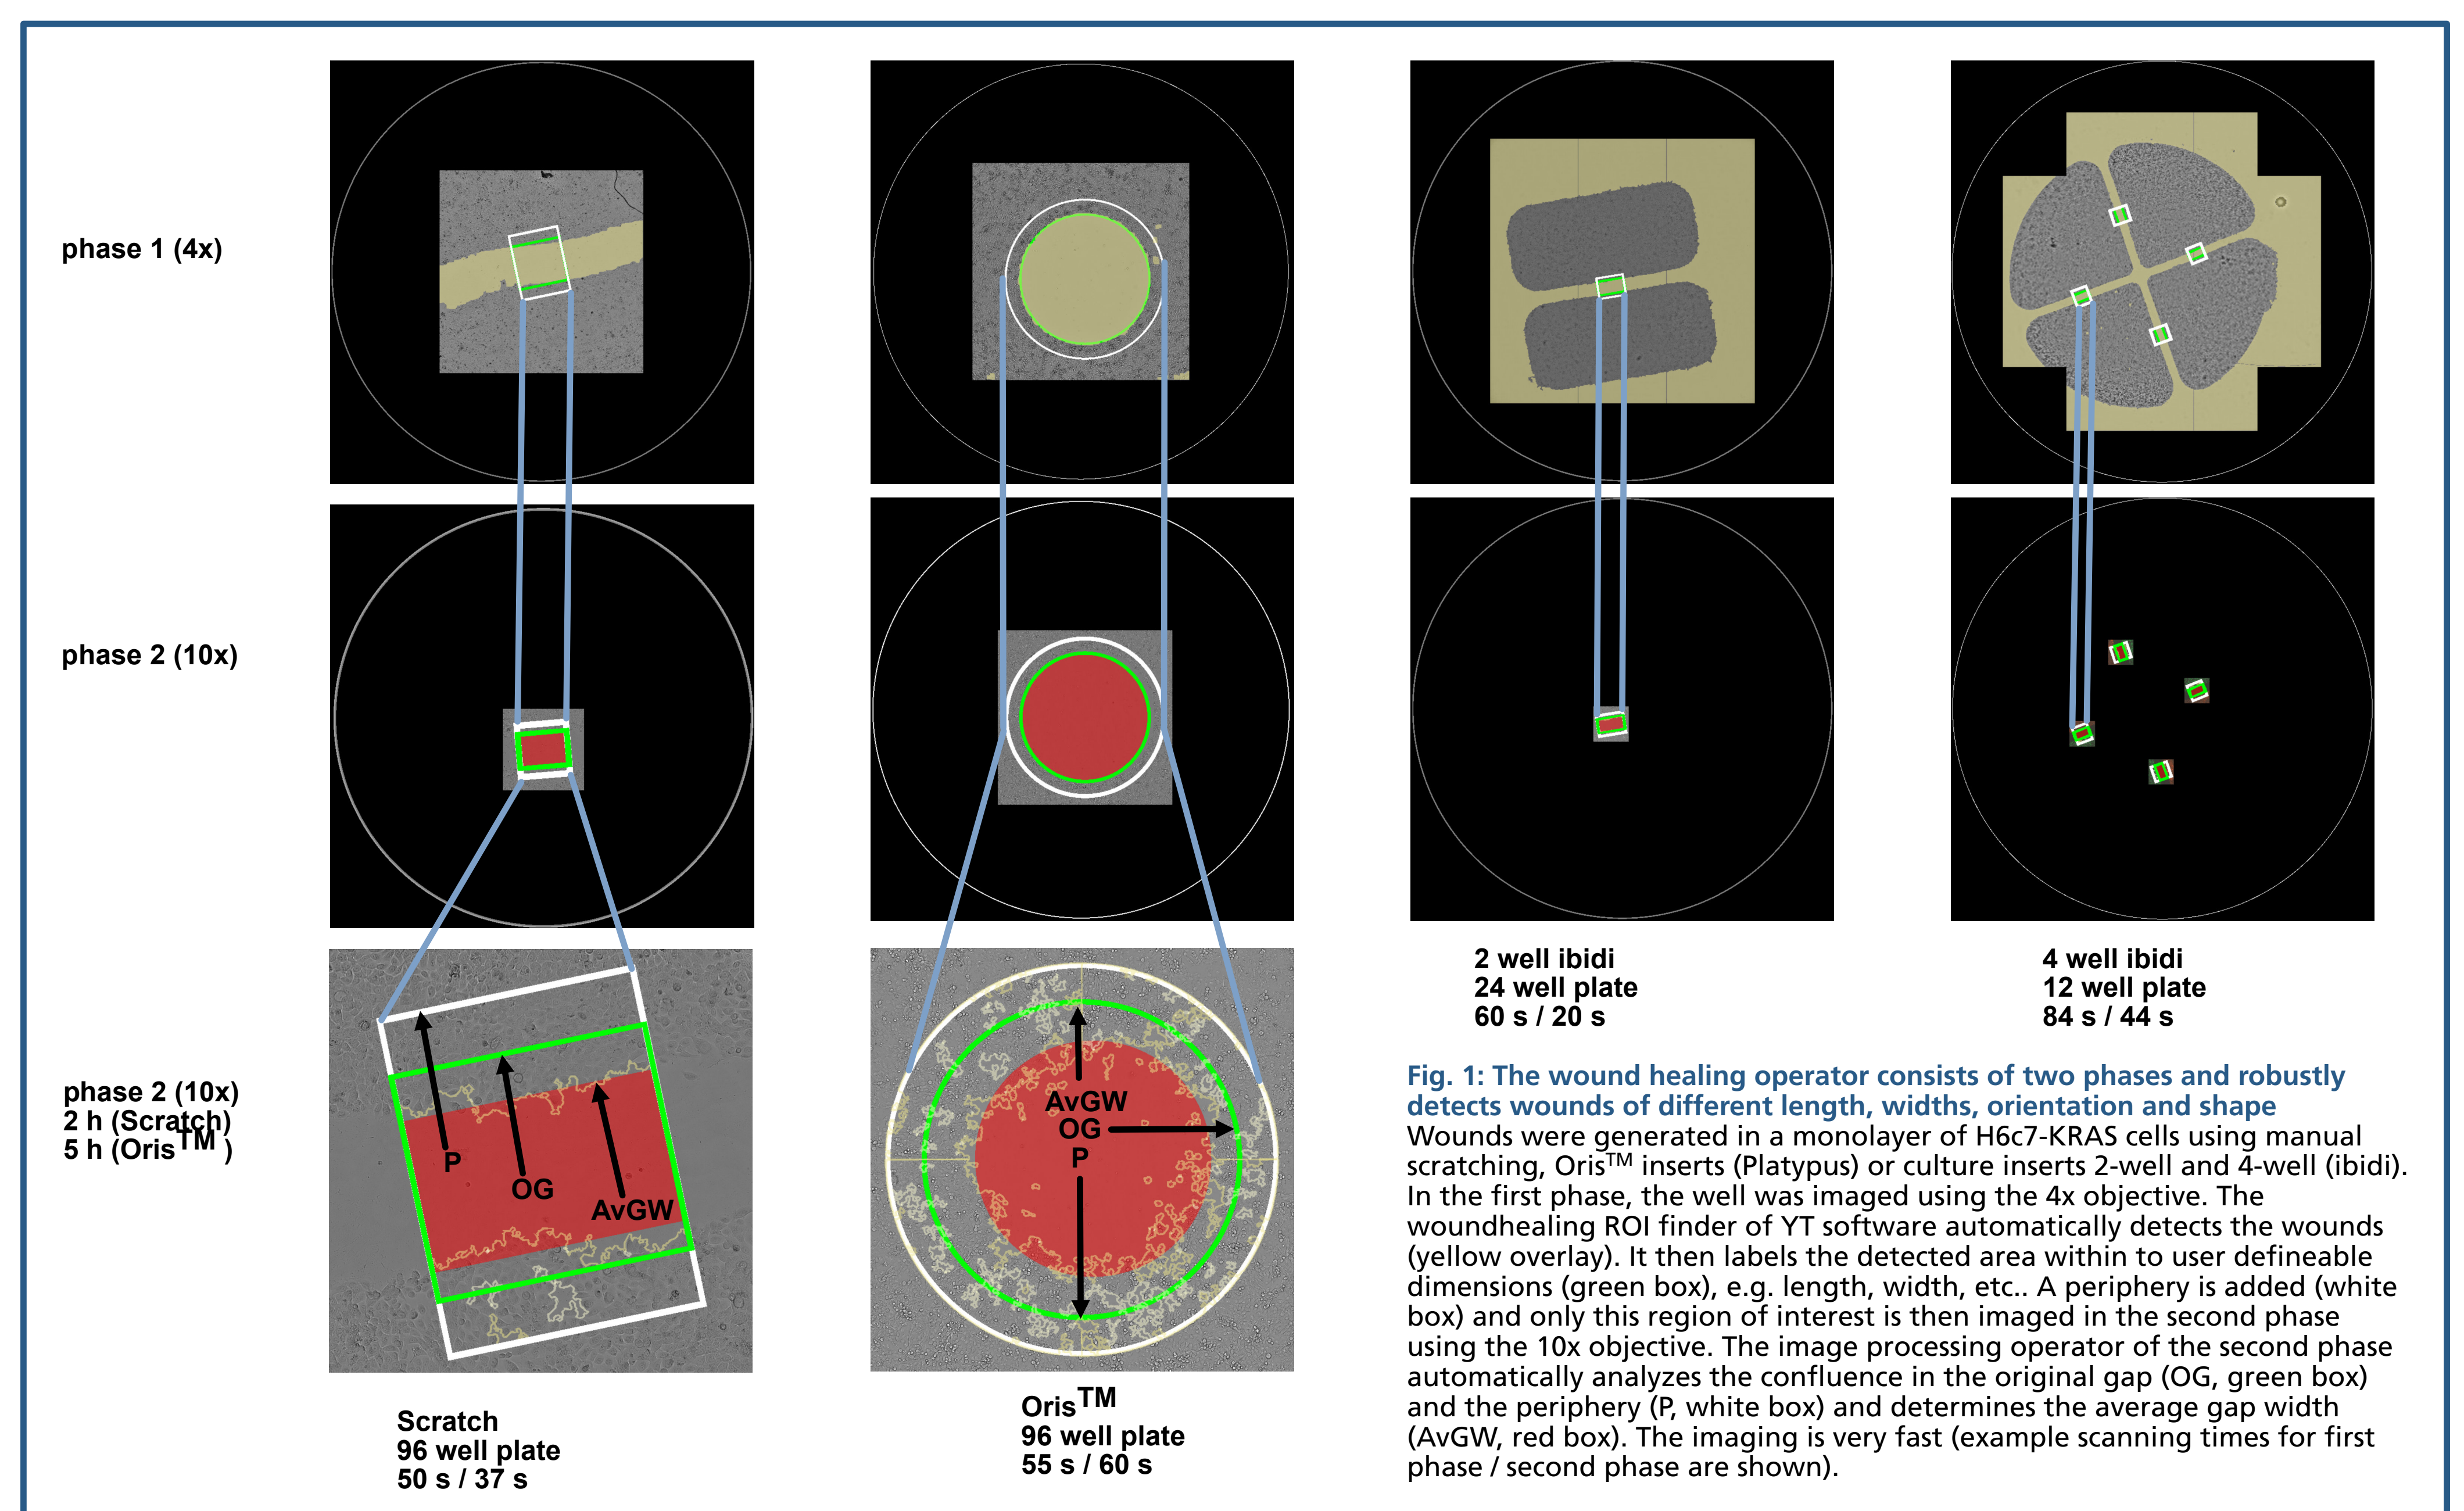 phase 1 (4x)
phase 2 (10x)
phase 2 (10x)
2 h (Scratch)
5 h (Oris™ )
P
OG
AvGW
AvGW
OG
P
Scratch
96 well plate
50 s / 37 s
Oris™
96 well plate
55 s / 60 s
2 well ibidi
24 well plate
60 s / 20 s
4 well ibidi
12 well plate
84 s / 44 s
Fig. 1: The wound healing operator consists of two phases and robustly
detects wounds of different length, widths, orientation and shape
Wounds were generated in a monolayer of H6c7-KRAS cells using manual
scratching, Oris™ inserts (Platypus) or culture inserts 2-well and 4-well (ibidi).
In the first phase, the well was imaged using the 4x objective. The
woundhealing ROI finder of YT software automatically detects the wounds
(yellow overlay). It then labels the detected area within to user defineable
dimensions (green box), e.g. length, width, etc.. A periphery is added (white
box) and only this region of interest is then imaged in the second phase
using the 10x objective. The image processing operator of the second phase
automatically analyzes the confluence in the original gap (OG, green box)
and the periphery (P, white box) and determines the average gap width
(AvGW, red box). The imaging is very fast (example scanning times for first
phase / second phase are shown).